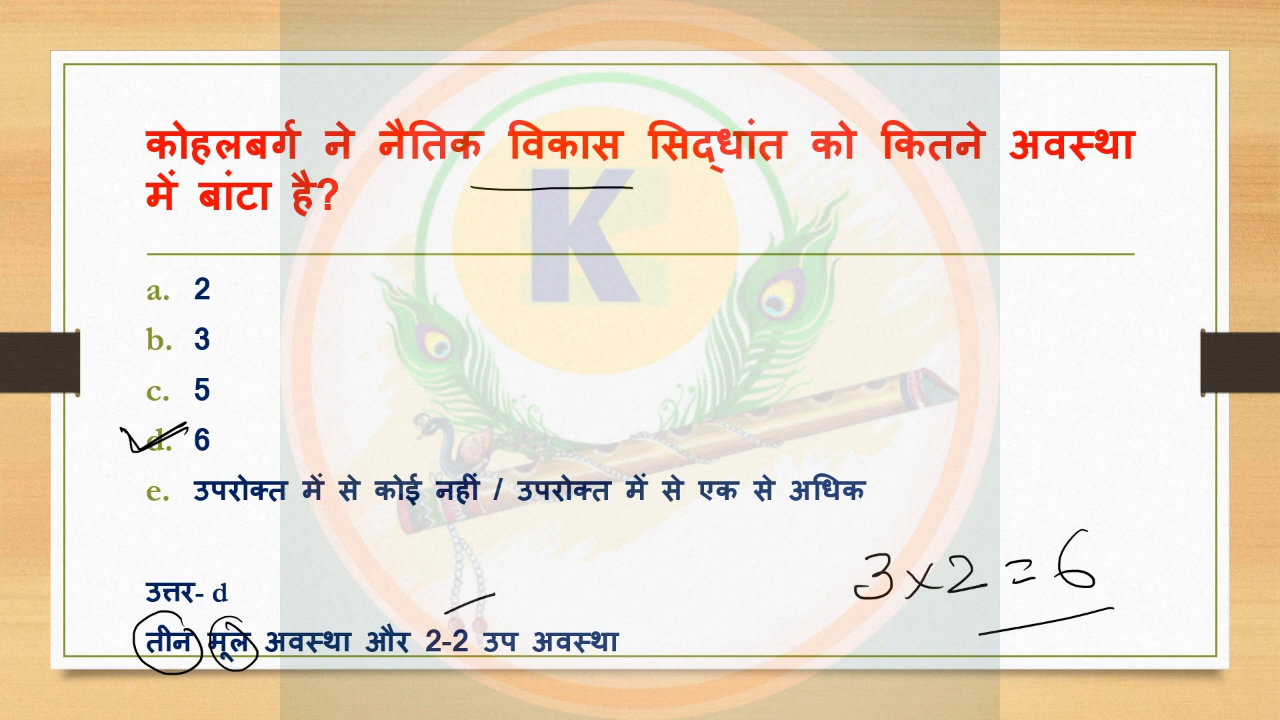 कोहलबर्ग ने नैतिक विकास सिद्धांत को कितने अवस्था
में बांटा है?
K
a. 2
b. 3
c. 5
d. 6
e. उपरोक्त में से कोई नहीं / उपरोक्त में से एक से अधिक
3x2=6
उत्तर- d
तीन मूल अवस्था और 2-2 उप अवस्था